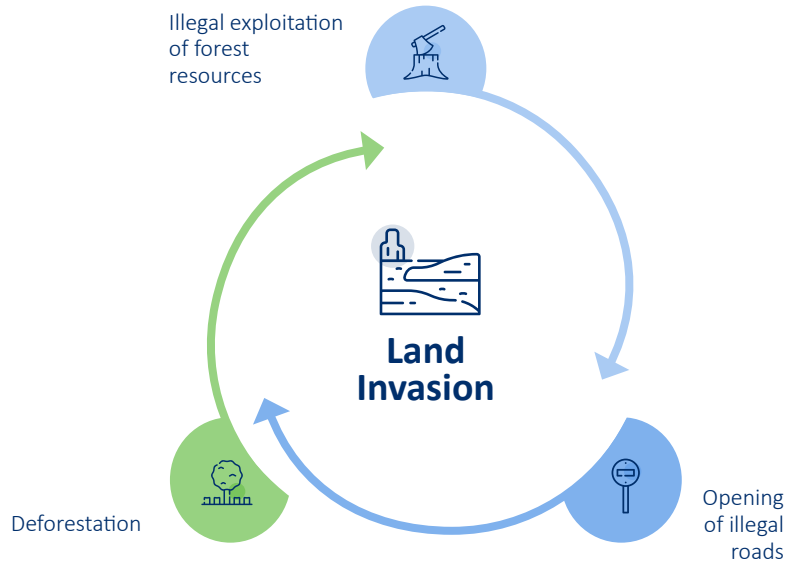 Illegal exploitation
of forest
resources
Land
Invasion
Deforestation
Opening
of illegal
roads